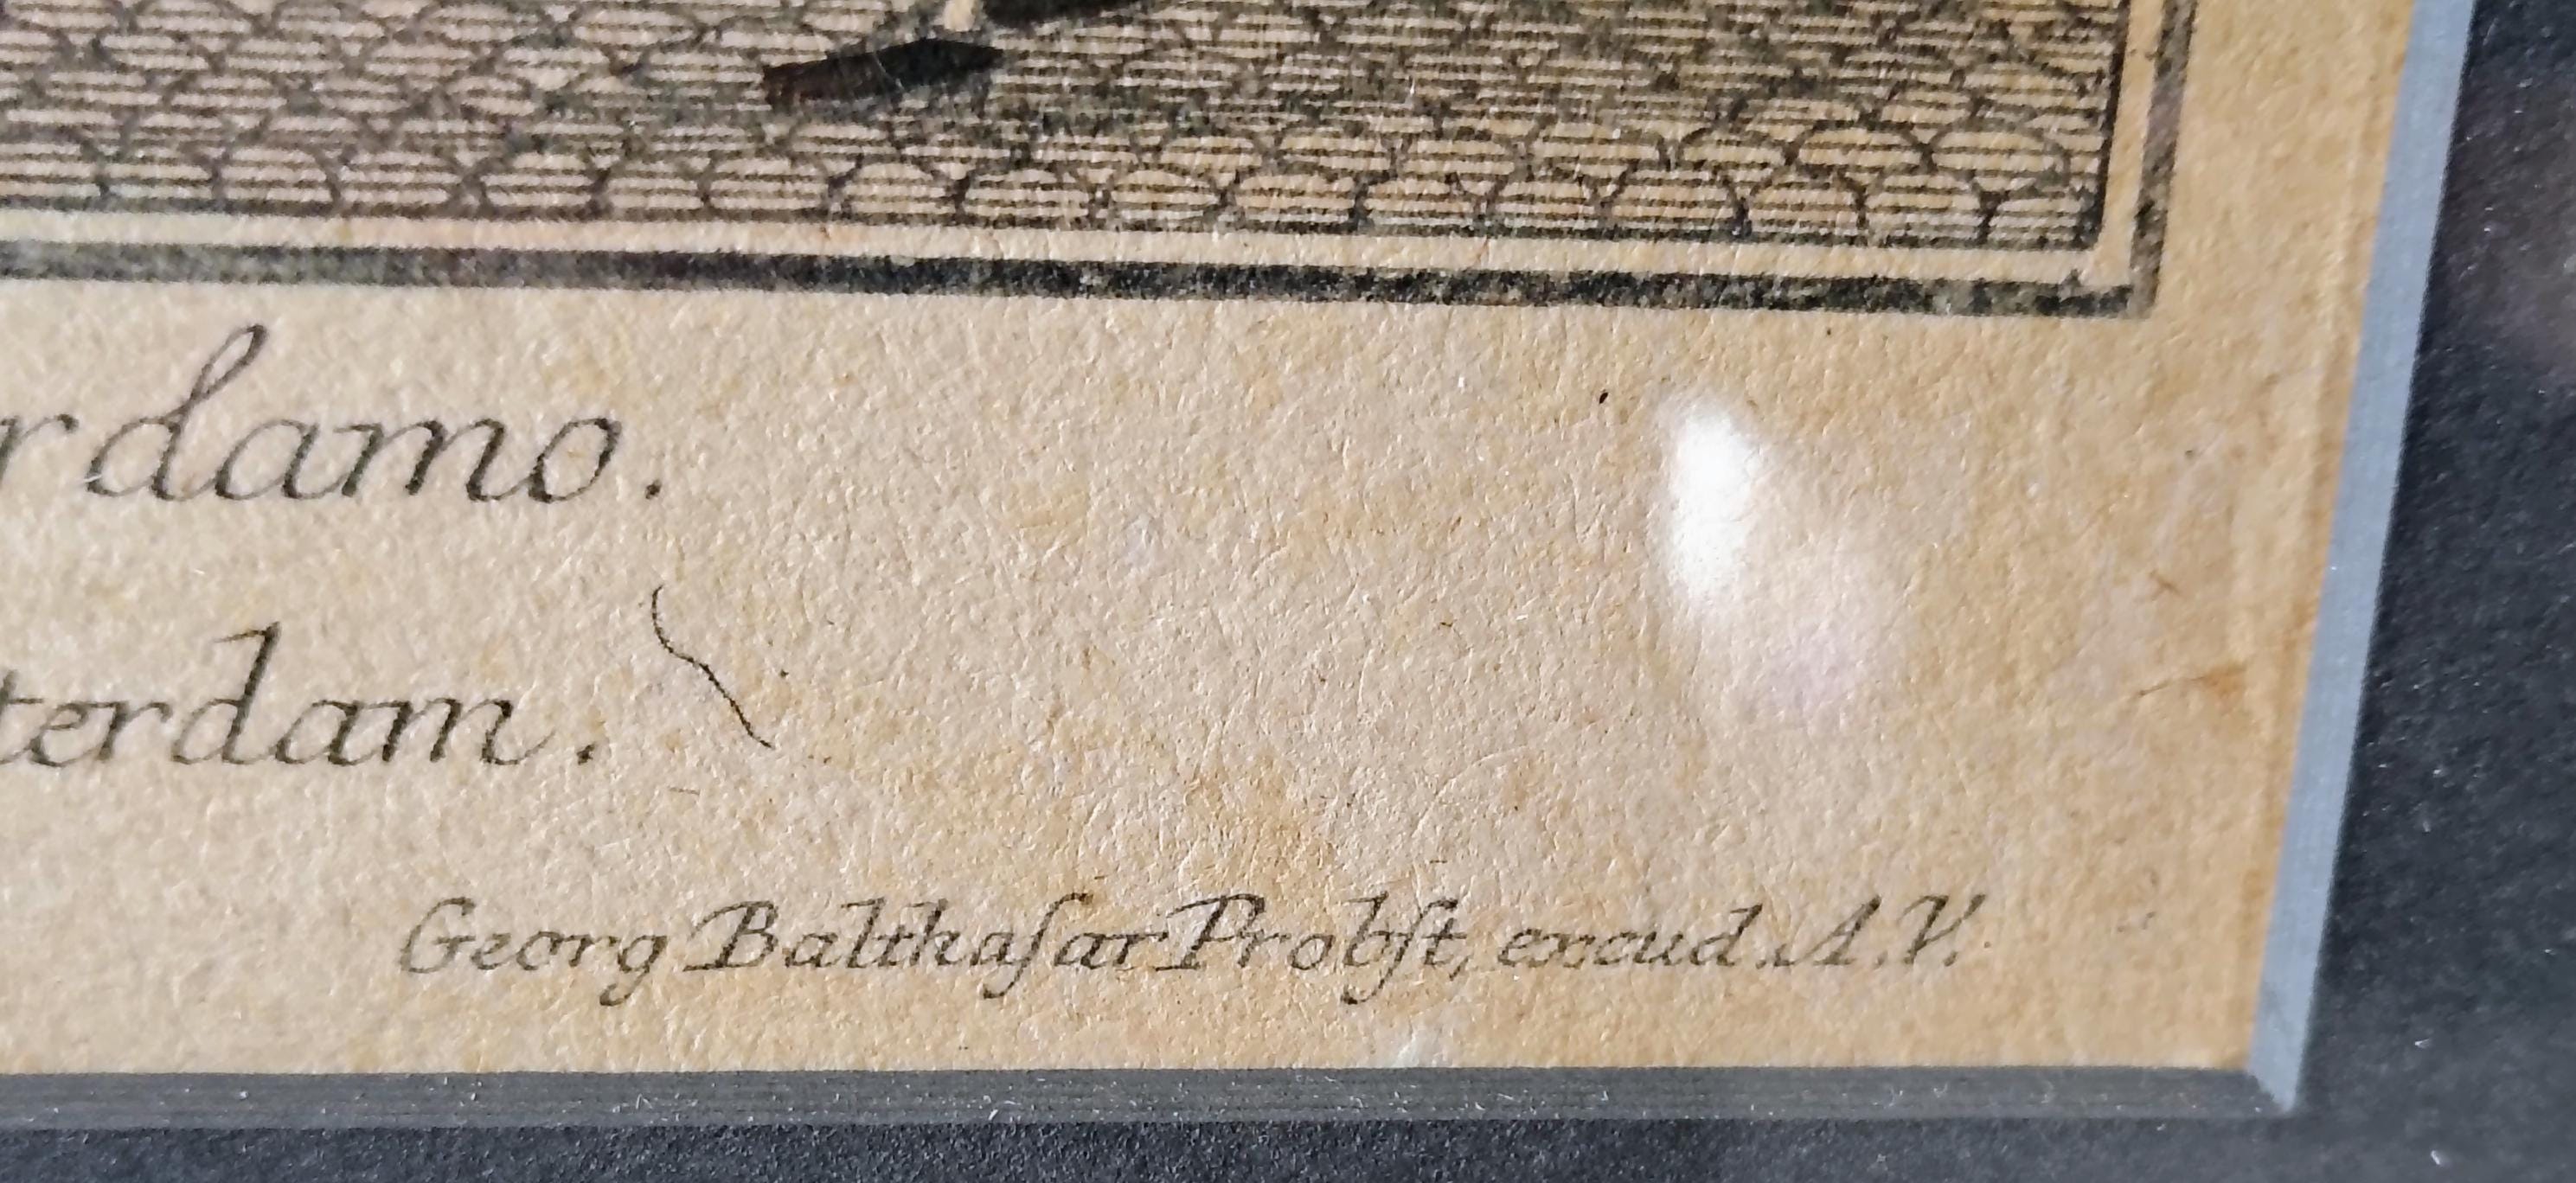 rdamo.
terdam.
Georg Balthaſar Probſt, excud. A.V.